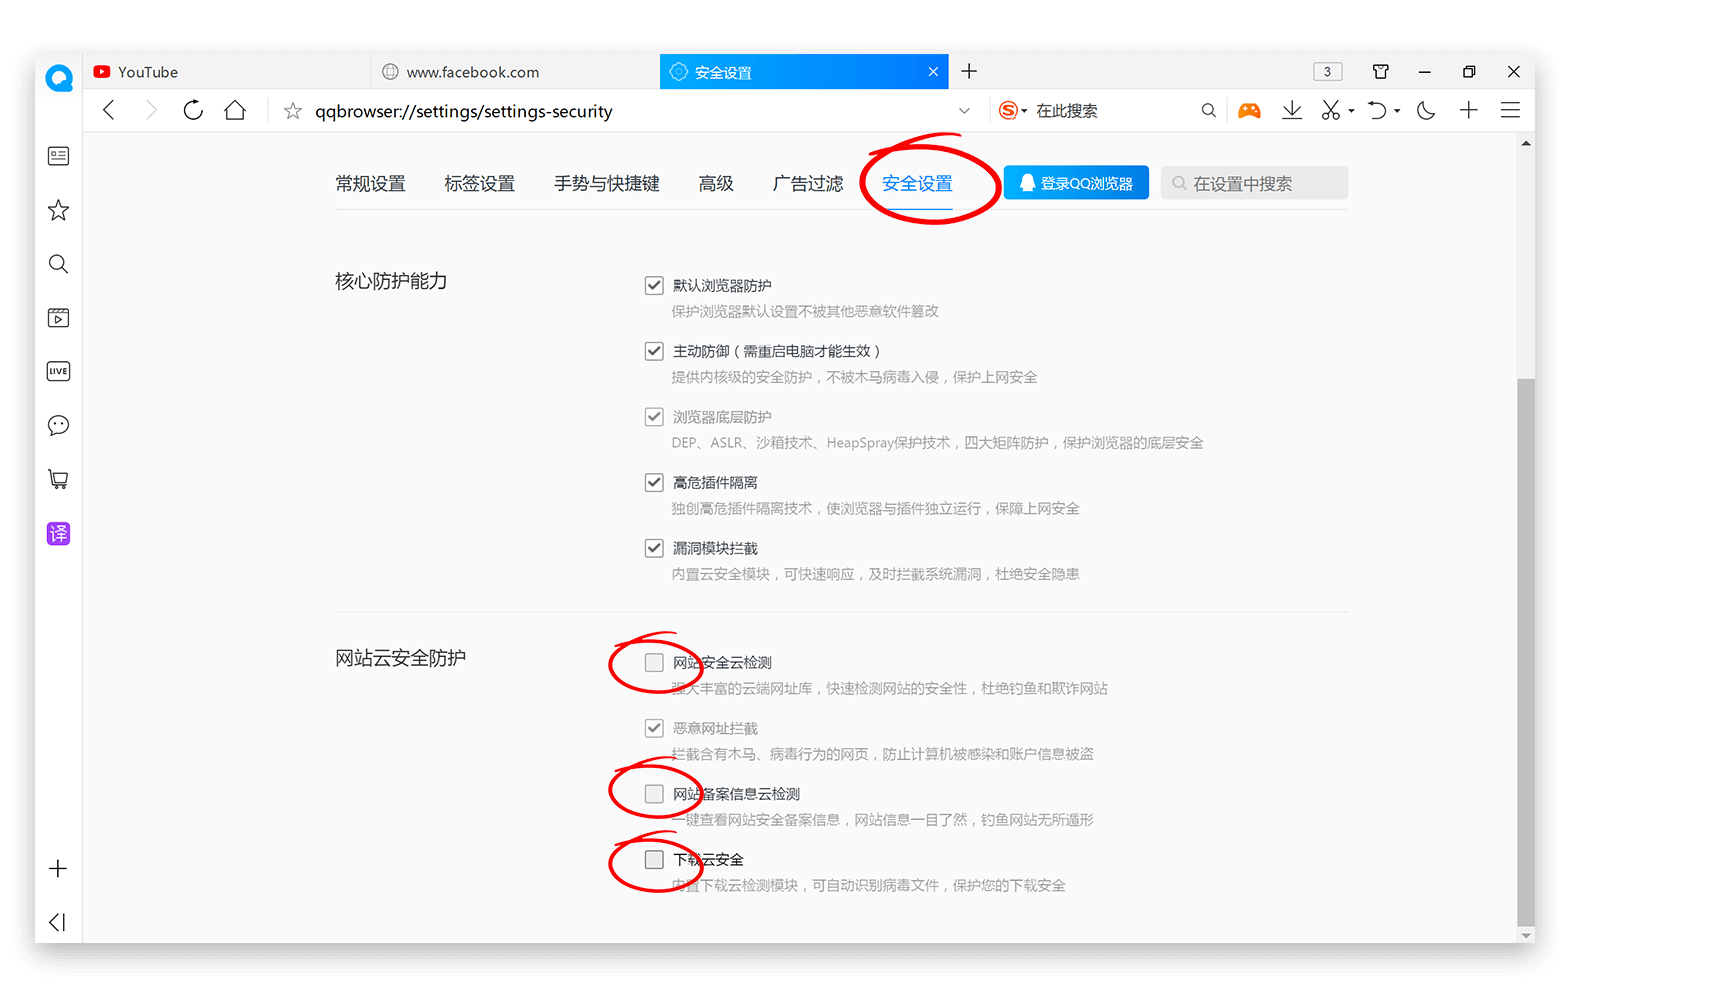 YouTube
www.facebook.com
安全设置
3
qqbrowser://settings/settings-security
在此搜索
常规设置
标签设置
手势与快捷键
高级
广告过滤
安全设置
登录QQ浏览器
在设置中搜索
LIVE
译
核心防护能力
默认浏览器防护
保护浏览器默认设置不被其他恶意软件篡改
主动防御（需重启电脑才能生效）
提供内核级的安全防护，不被木马病毒入侵，保护上网安全
浏览器底层防护
DEP、ASLR、沙箱技术、HeapSpray保护技术，四大矩阵防护，保护浏览器的底层安全
高危插件隔离
独创高危插件隔离技术，使浏览器与插件独立运行，保障上网安全
漏洞模块拦截
内置云安全模块，可快速响应，及时拦截系统漏洞，杜绝安全隐患
网站云安全防护
网站安全云检测
强大丰富的云端网址库，快速检测网站的安全性，杜绝钓鱼和欺诈网站
恶意网址拦截
拦截含有木马、病毒行为的网页，防止计算机被感染和账户信息被盗
网站备案信息云检测
一键查看网站安全备案信息，网站信息一目了然，钓鱼网站无所遁形
下载云安全
内置下载云检测模块，可自动识别病毒文件，保护您的下载安全